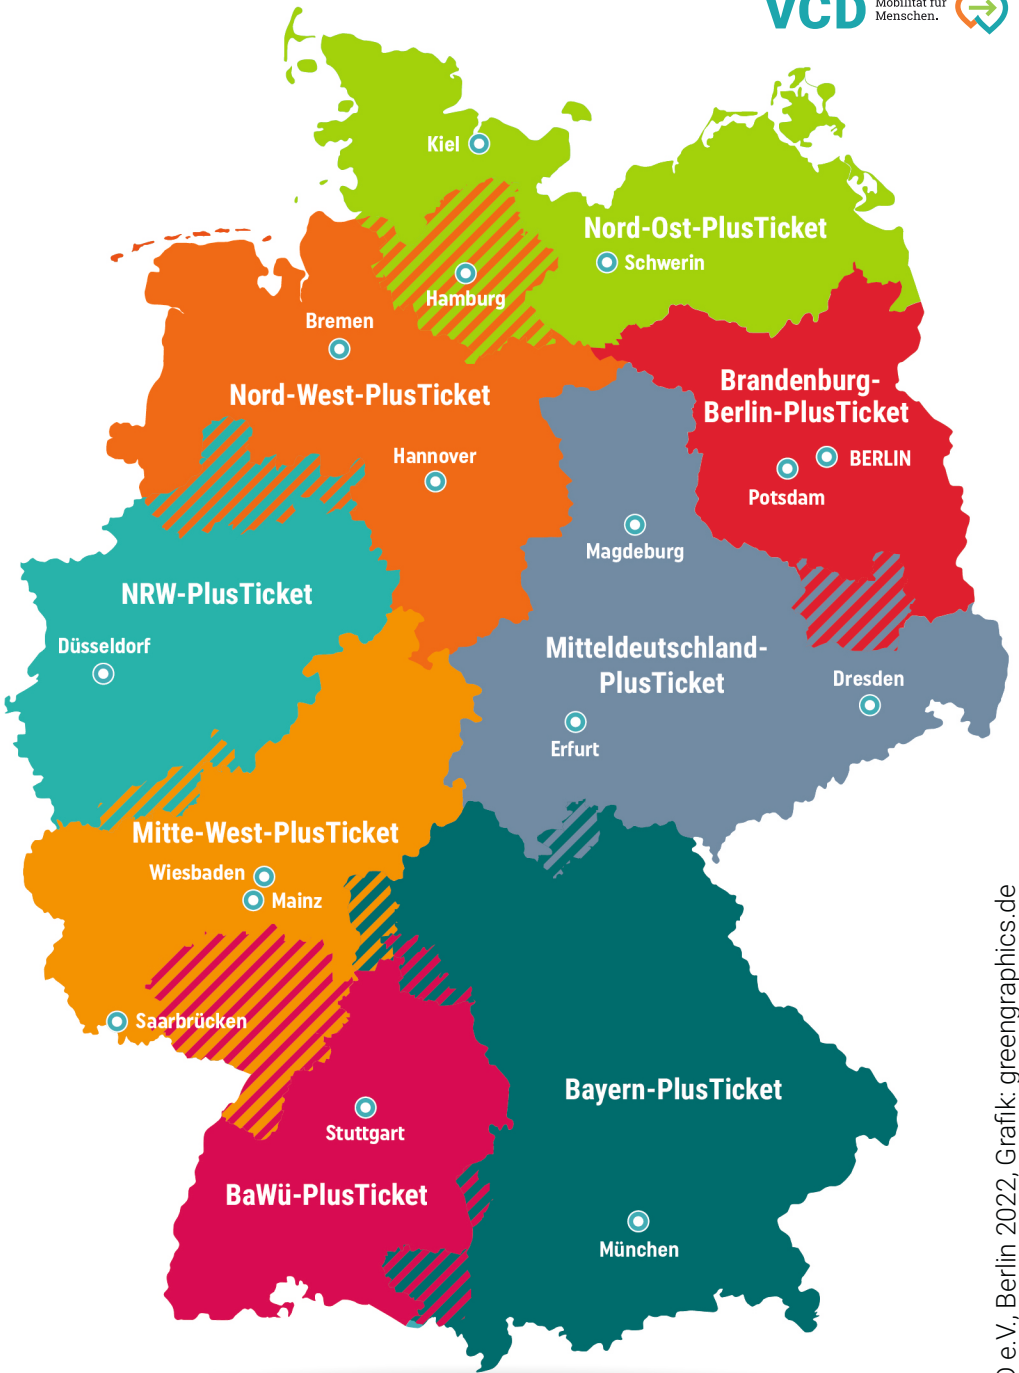 VCD
Mobilität für
Menschen.
Kiel
Nord-Ost-PlusTicket
Schwerin
Hamburg
Bremen
Nord-West-PlusTicket
Brandenburg-
Berlin-PlusTicket
Hannover
BERLIN
Potsdam
Magdeburg
NRW-PlusTicket
Düsseldorf
Mitteldeutschland-
PlusTicket
Dresden
Erfurt
Mitte-West-PlusTicket
Wiesbaden
Mainz
Saarbrücken
Bayern-PlusTicket
Stuttgart
BaWü-PlusTicket
München
e.V., Berlin 2022, Grafik: greengraphics.de